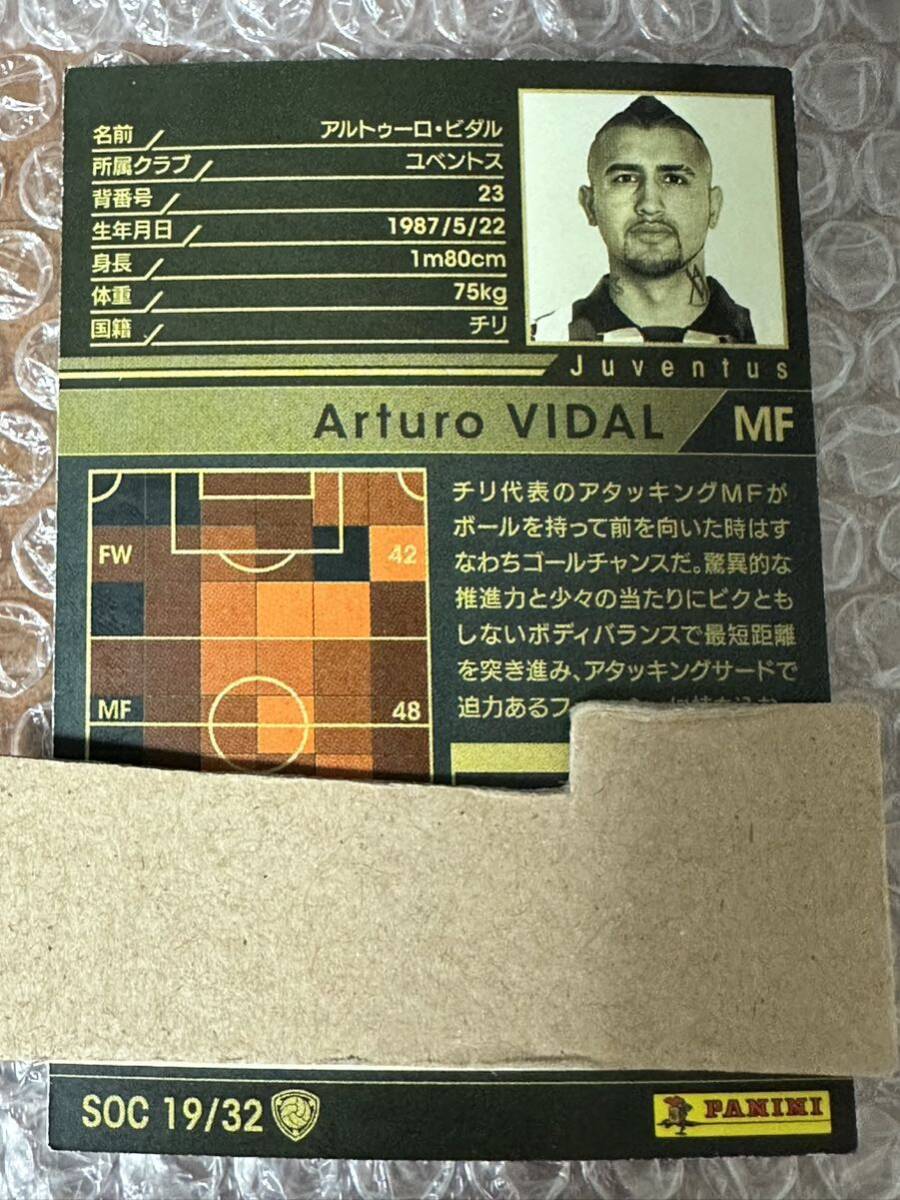 名前 アルトゥーロ・ビダル
所属クラブ ユベントス
背番号 23
生年月日 1987/5/22
身長 1m80cm
体重 75kg
国籍 チリ
Juventus
Arturo VIDAL MF
FW 42
MF 48
チリ代表のアタッキングMFが
ボールを持って前を向いた時はす
なわちゴールチャンスだ。驚異的な
推進力と少々の当たりにビクとも
しないボディバランスで最短距離
を突き進み、アタッキングサードで
迫力あるフ
SOC 19/32
PANINI